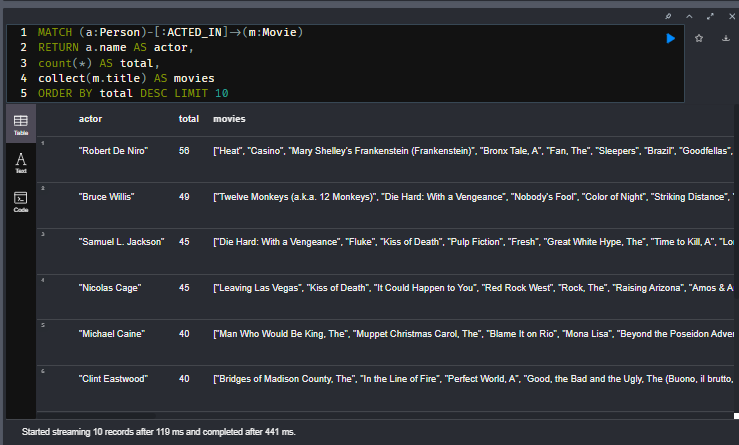 1 MATCH (a:Person)-[:ACTED_IN]→(m:Movie)
2 RETURN a.name AS actor,
3 count(*) AS total,
4 collect(m.title) AS movies
5 ORDER BY total DESC LIMIT 10
Table
Text
Code
actor total movies
1 "Robert De Niro" 56 ["Heat", "Casino", "Mary Shelley's Frankenstein (Frankenstein)", "Bronx Tale, A", "Fan, The", "Sleepers", "Brazil", "Goodfellas",
2 "Bruce Willis" 49 ["Twelve Monkeys (a.k.a. 12 Monkeys)", "Die Hard: With a Vengeance", "Nobody's Fool", "Color of Night", "Striking Distance", "
3 "Samuel L. Jackson" 45 ["Die Hard: With a Vengeance", "Fluke", "Kiss of Death", "Pulp Fiction", "Fresh", "Great White Hype, The", "Time to Kill, A", "Lo
4 "Nicolas Cage" 45 ["Leaving Las Vegas", "Kiss of Death", "It Could Happen to You", "Red Rock West", "Rock, The", "Raising Arizona", "Amos & A
5 "Michael Caine" 40 ["Man Who Would Be King, The", "Muppet Christmas Carol, The", "Blame It on Rio", "Mona Lisa", "Beyond the Poseidon Adve
6 "Clint Eastwood" 40 ["Bridges of Madison County, The", "In the Line of Fire", "Perfect World, A", "Good, the Bad and the Ugly, The (Buono, il brutto,
Started streaming 10 records after 119 ms and completed after 441 ms.